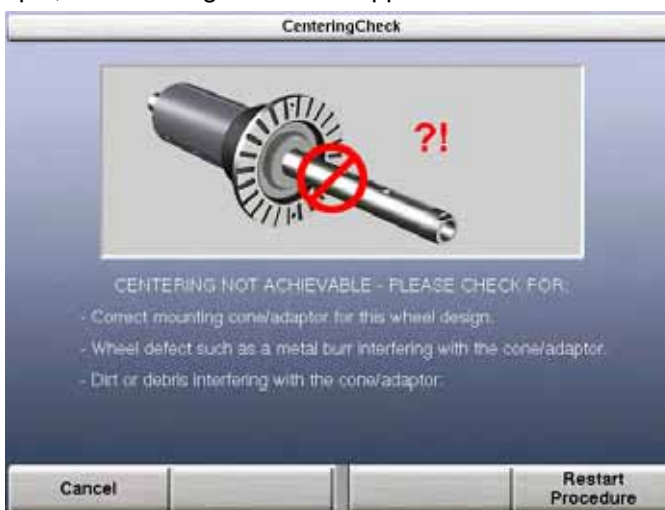 CenteringCheck
?!
CENTERING NOT ACHIEVABLE - PLEASE CHECK FOR:
- Correct mounting cone/adaptor for this wheel design.
- Wheel defect such as a metal burr interfering with the cone/adaptor.
- Dirt or debris interfering with the cone/adaptor.
Cancel
Restart
Procedure